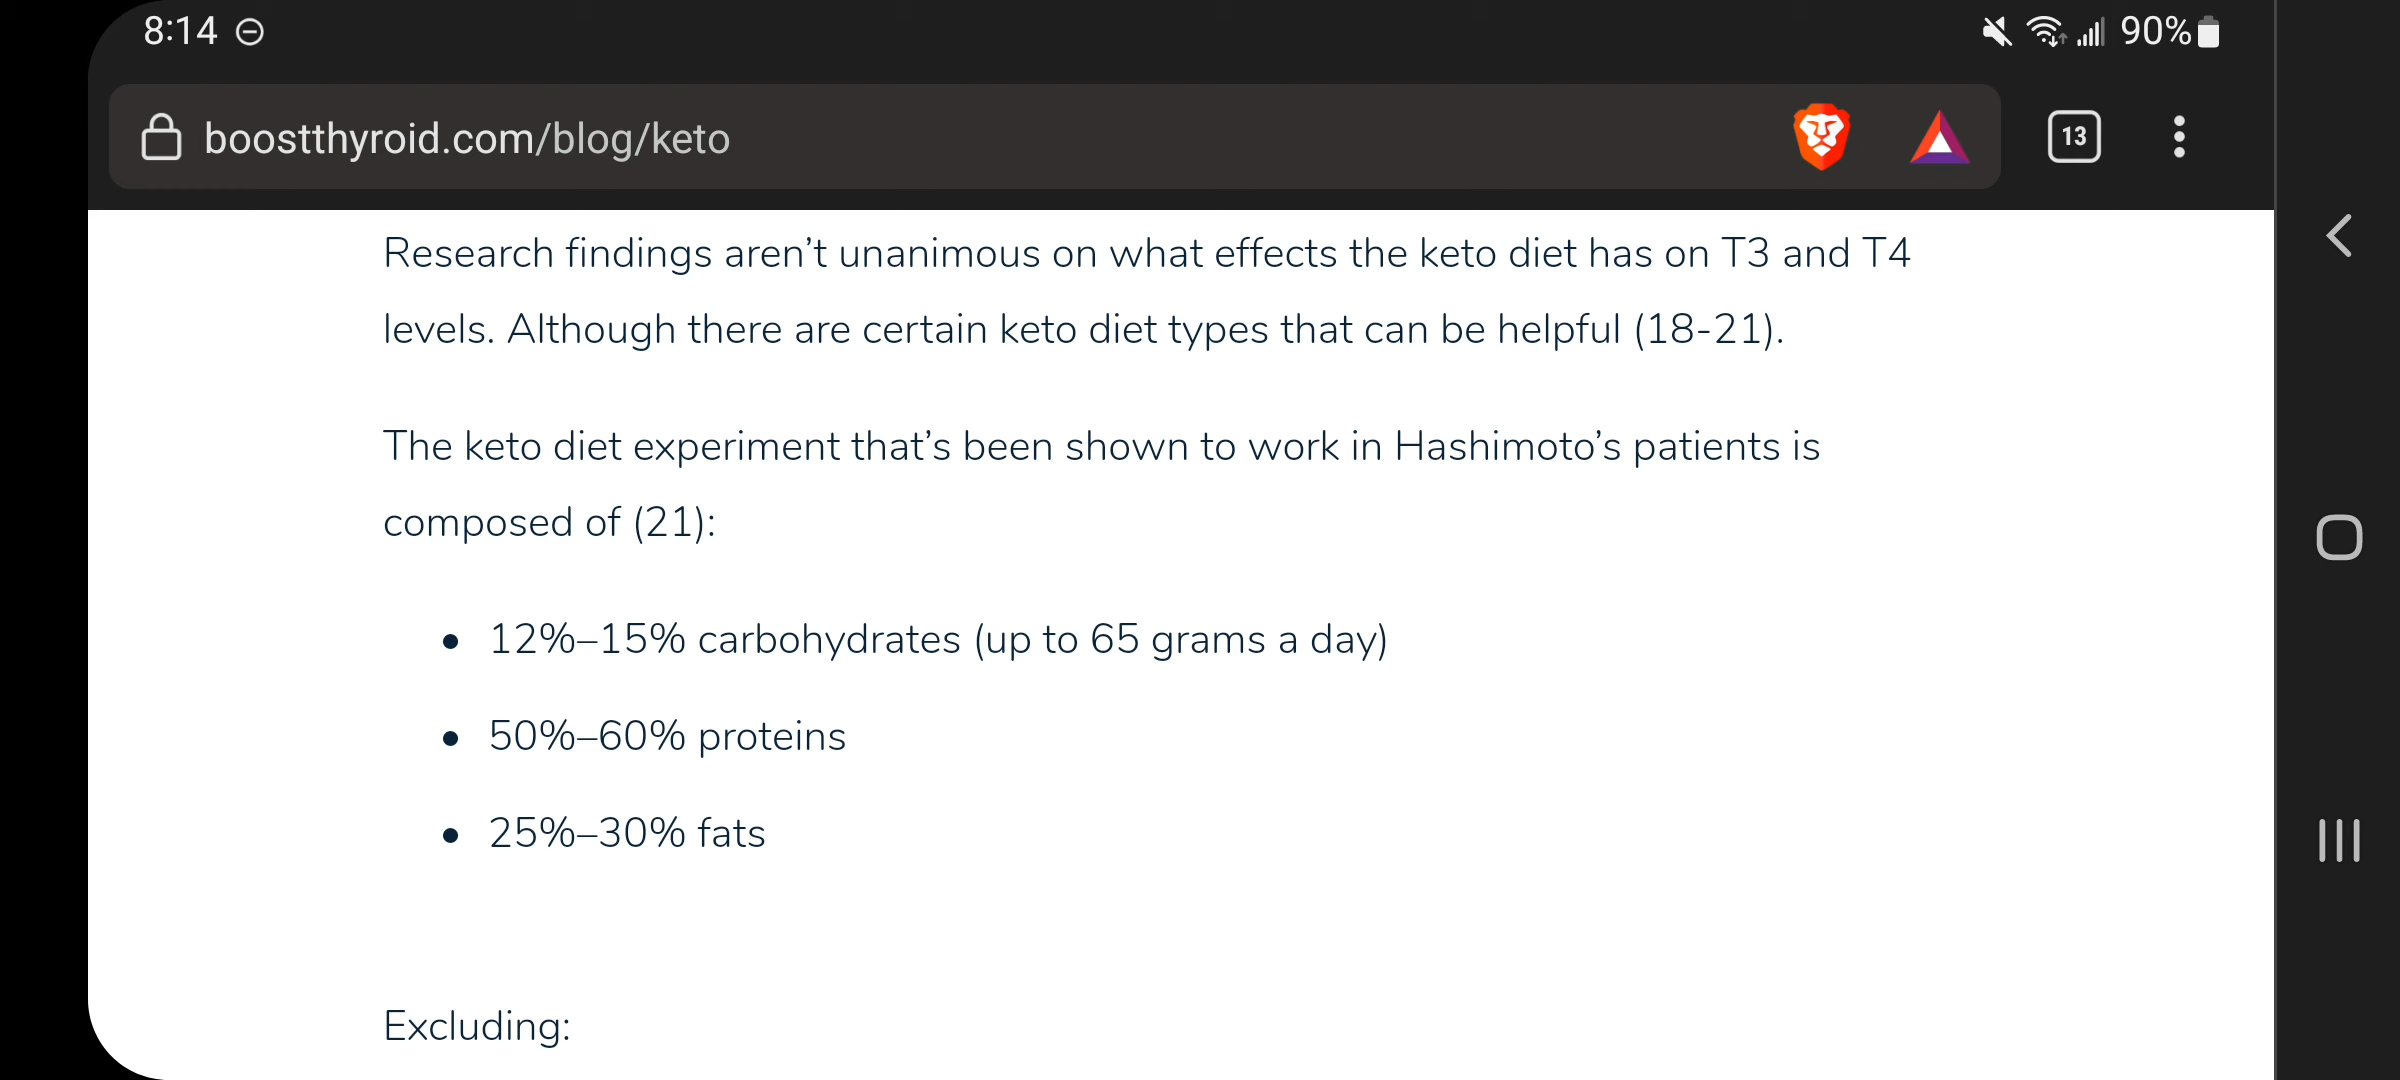 8:14
90%
boostthyroid.com/blog/keto
13
Research findings aren’t unanimous on what effects the keto diet has on T3 and T4
levels. Although there are certain keto diet types that can be helpful (18-21).
The keto diet experiment that’s been shown to work in Hashimoto’s patients is
composed of (21):
• 12%–15% carbohydrates (up to 65 grams a day)
• 50%–60% proteins
• 25%–30% fats
Excluding: